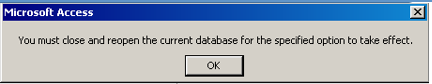 Microsoft Access
You must close and reopen the current database for the specified option to take effect.
OK